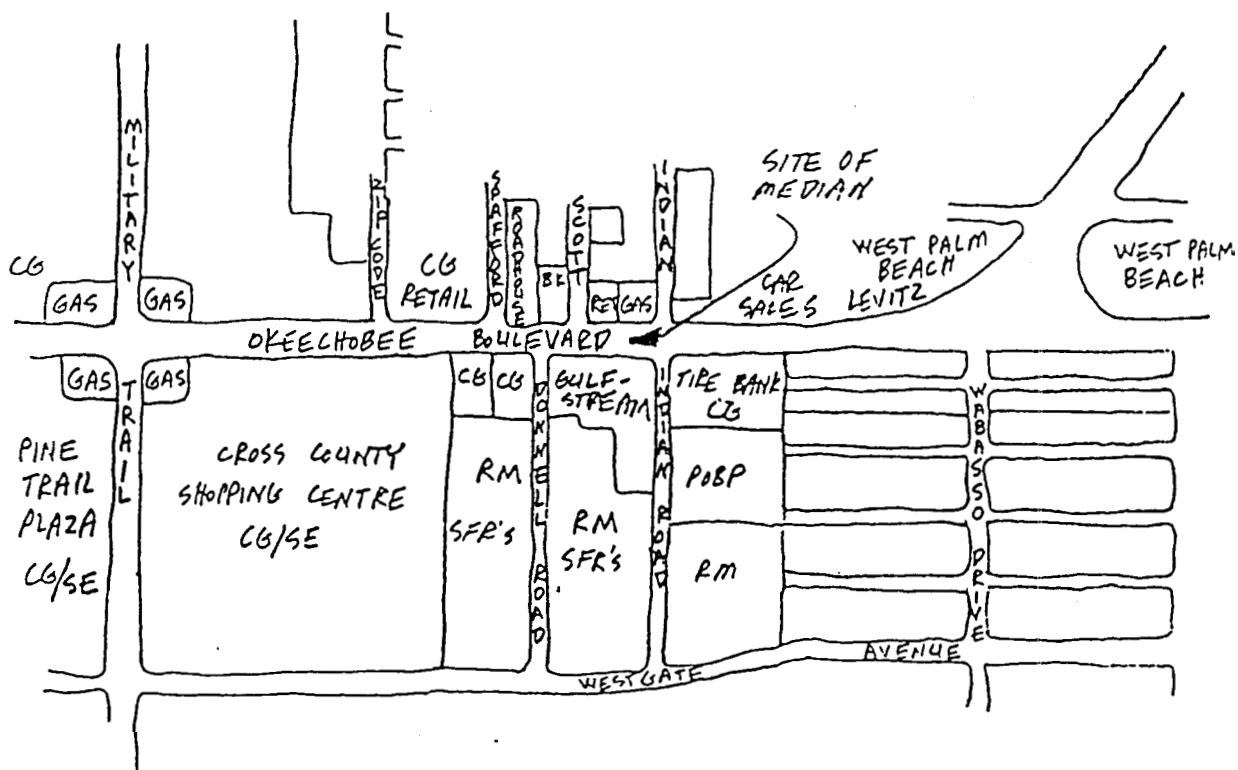 MILITARY
TRAIL
ZIP CODE
SPAFFORD
ROADHOUSE
SCOTT
INDIAN
SITE OF
MEDIAN
CG
GAS
GAS
CG
RETAIL
BK
RET
GAS
CAR
SALES
WEST PALM
BEACH
LEVITZ
WEST PALM
BEACH
OKEECHOBEE BOULEVARD
GAS
GAS
CG
CG
GULF-
STREAM
TIRE BANK
CG
PINE
TRAIL
PLAZA
CG/SE
CROSS COUNTY
SHOPPING CENTRE
CG/SE
RM
SFR'S
DONNELL ROAD
RM
SFR'S
INDIAN ROAD
POBP
RM
WABASSO DRIVE
WESTGATE AVENUE